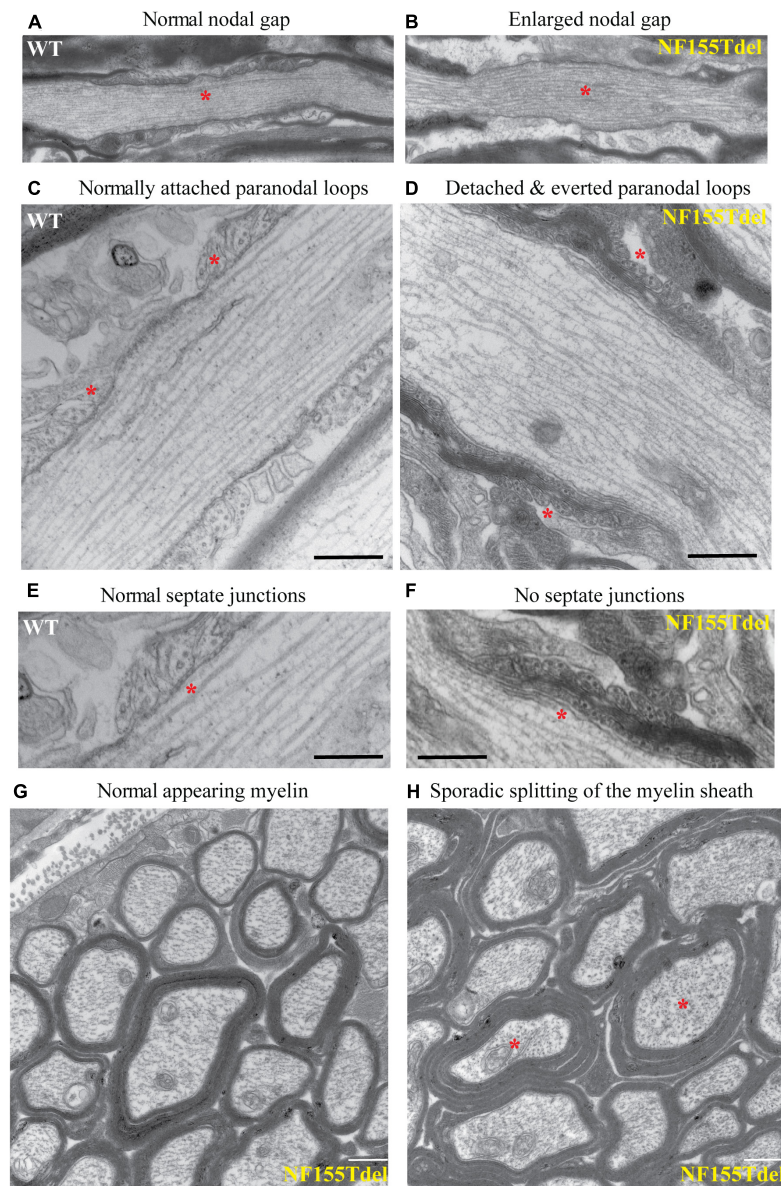 A Normal nodal gap
WT
B Enlarged nodal gap
NF155Tdel
C Normally attached paranodal loops
WT
D Detached & everted paranodal loops
NF155Tdel
E Normal septate junctions
WT
F No septate junctions
NF155Tdel
G Normal appearing myelin
NF155Tdel
H Sporadic splitting of the myelin sheath
NF155Tdel